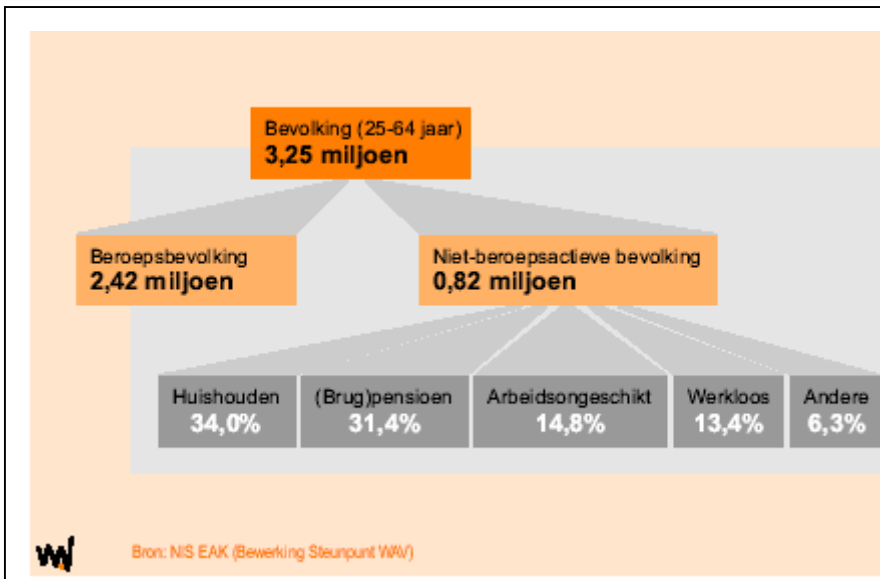 Bevolking (25-64 jaar)
3,25 miljoen
Beroepsbevolking
2,42 miljoen
Niet-beroepsactieve bevolking
0,82 miljoen
Huishouden
34,0%
(Brug)pensioen
31,4%
Arbeidsongeschikt
14,8%
Werkloos
13,4%
Andere
6,3%
Bron: NIS EAK (Bewerking Steunpunt WAV)